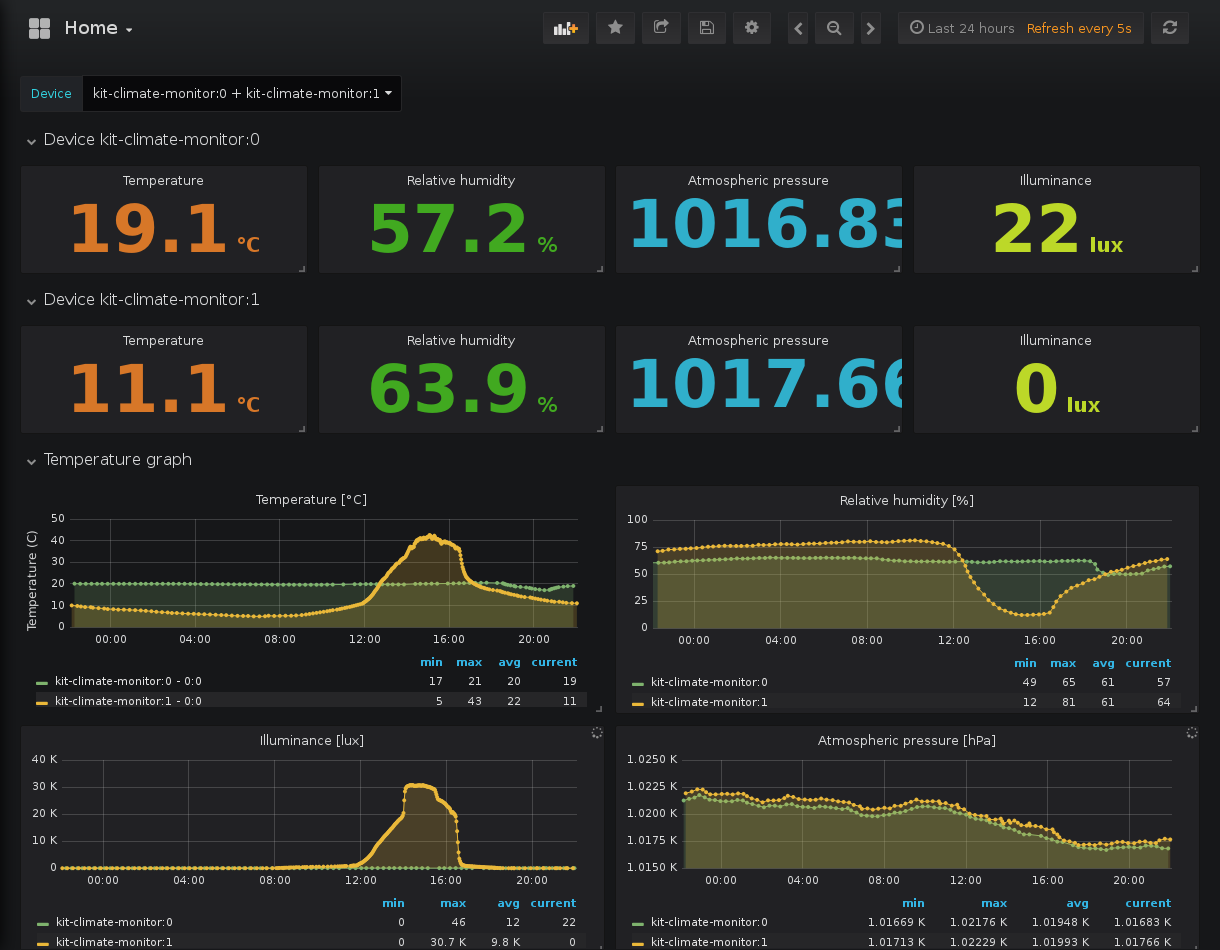 Home
Last 24 hours Refresh every 5s
Device kit-climate-monitor:0 + kit-climate-monitor:1
Device kit-climate-monitor:0
Temperature Relative humidity Atmospheric pressure Illuminance
19.1 °C 57.2 % 1016.83 22 lux
Device kit-climate-monitor:1
Temperature Relative humidity Atmospheric pressure Illuminance
11.1 °C 63.9 % 1017.66 0 lux
Temperature graph
Temperature [°C]
Temperature (C)
50
40
30
20
10
0
00:00 04:00 08:00 12:00 16:00 20:00
min max avg current
kit-climate-monitor:0 - 0:0 17 21 20 19
kit-climate-monitor:1 - 0:0 5 43 22 11
Relative humidity [%]
100
75
50
25
0
00:00 04:00 08:00 12:00 16:00 20:00
min max avg current
kit-climate-monitor:0 49 65 61 57
kit-climate-monitor:1 12 81 61 64
Illuminance [lux]
40 K
30 K
20 K
10 K
0
00:00 04:00 08:00 12:00 16:00 20:00
min max avg current
kit-climate-monitor:0 0 46 12 22
kit-climate-monitor:1 0 30.7 K 9.8 K 0
Atmospheric pressure [hPa]
1.0250 K
1.0225 K
1.0200 K
1.0175 K
1.0150 K
00:00 04:00 08:00 12:00 16:00 20:00
min max avg current
kit-climate-monitor:0 1.01669 K 1.02176 K 1.01948 K 1.01683 K
kit-climate-monitor:1 1.01713 K 1.02229 K 1.01993 K 1.01766 K